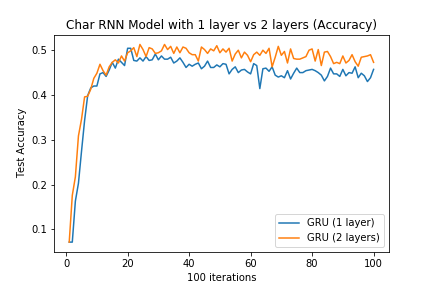 Char RNN Model with 1 layer vs 2 layers (Accuracy)
Test Accuracy
0.5
0.4
0.3
0.2
0.1
0 20 40 60 80 100
100 iterations
GRU (1 layer)
GRU (2 layers)